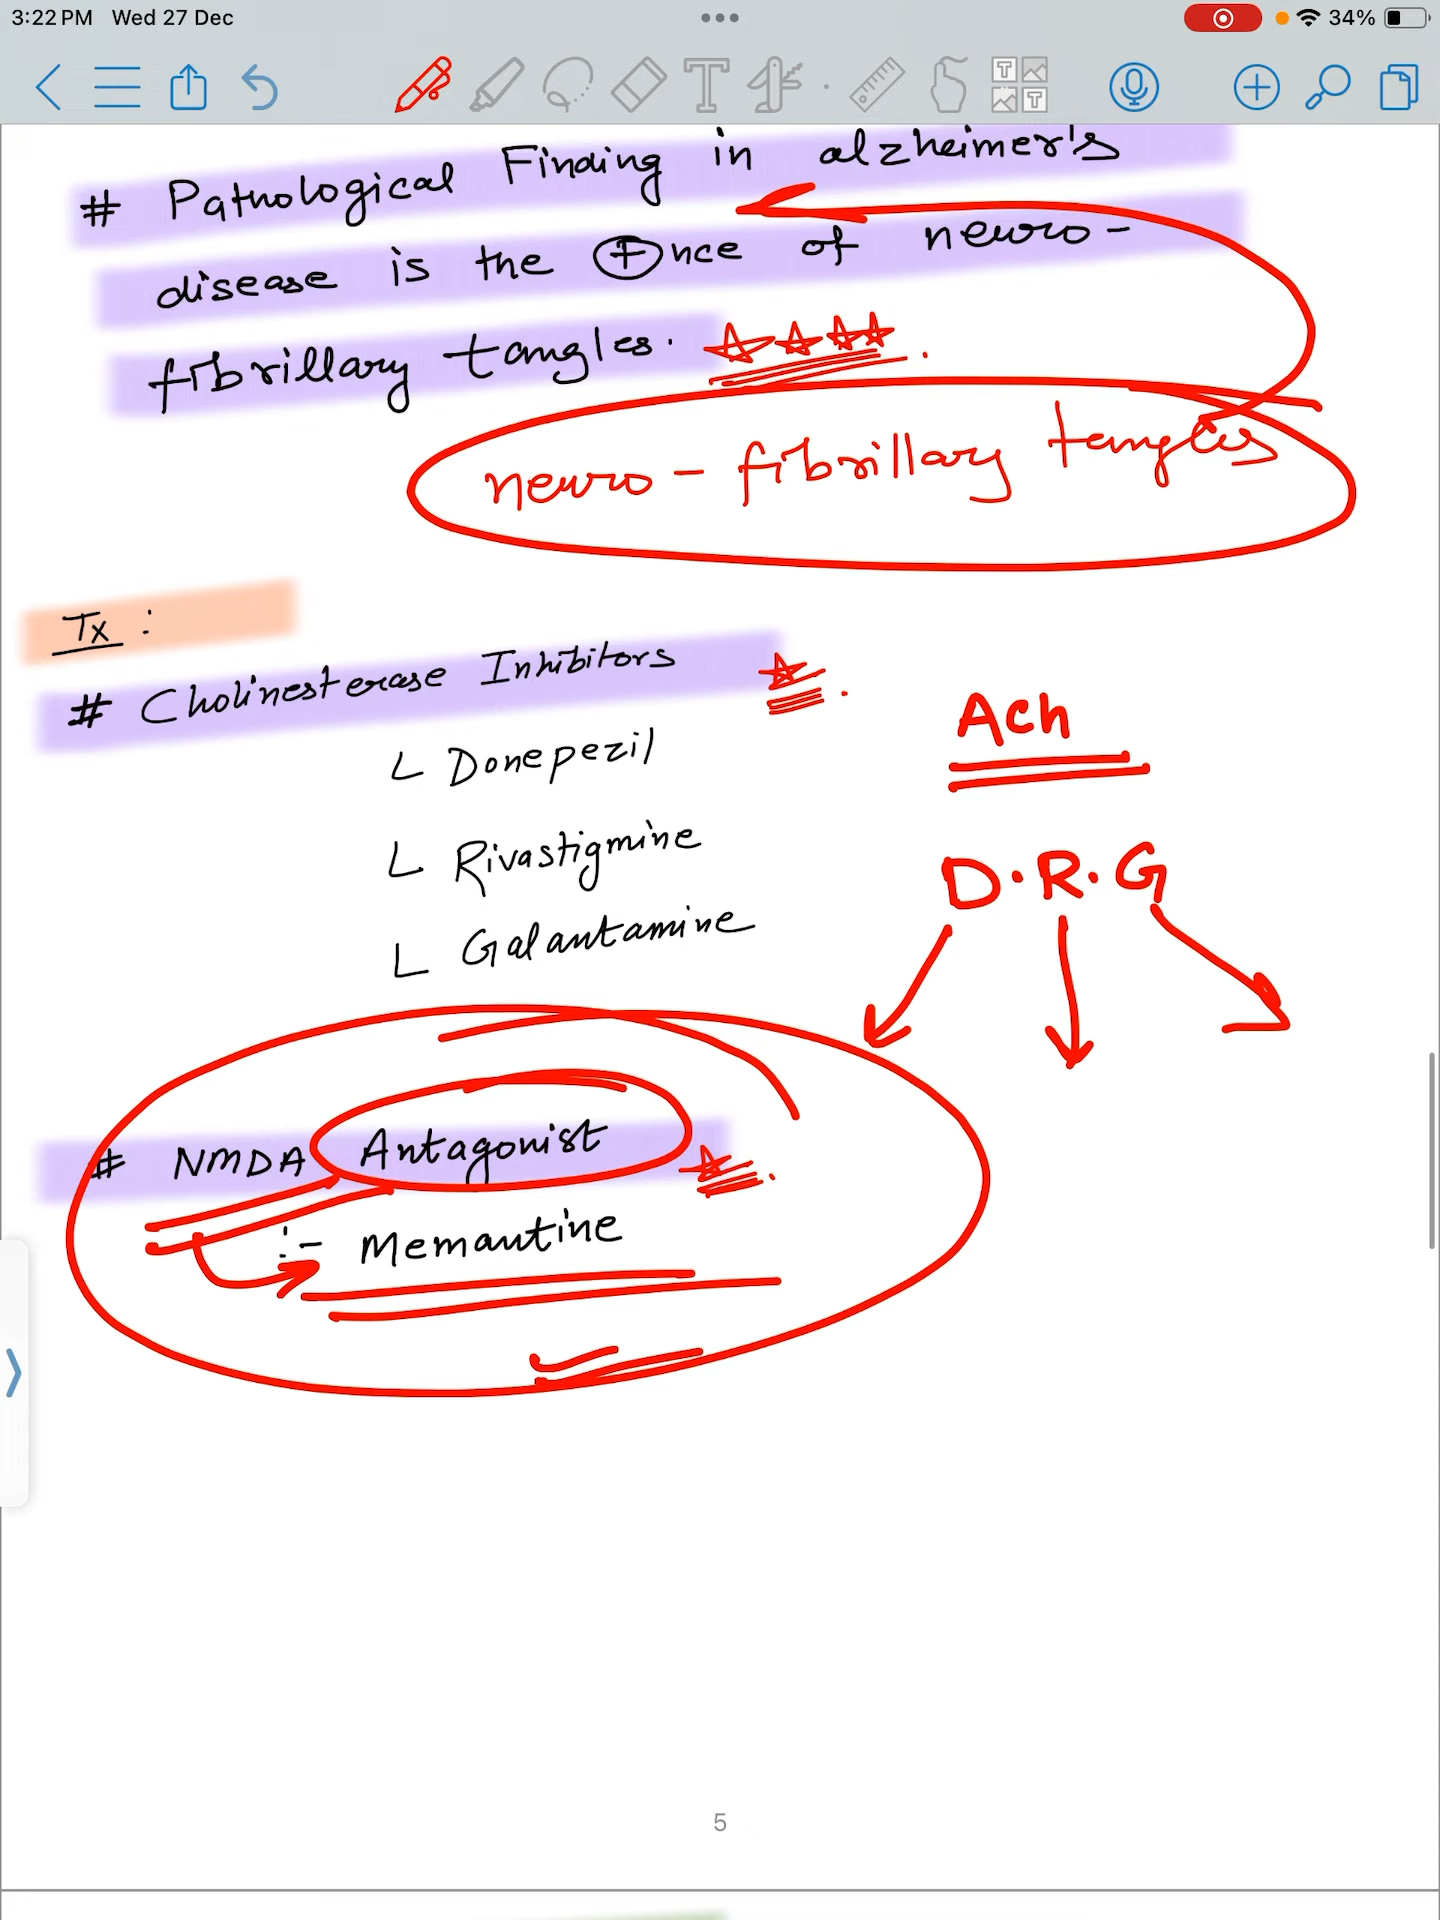 3:22 PM Wed 27 Dec
34%
# Pathological Finding in alzheimer's
disease is the ⊕nce of neuro-
fibrillary tangles.
neuro - fibrillary tangles
Tx :
# Cholinesterase Inhibitors
Ach
Donepezil
D.R.G
Rivastigmine
Galantamine
# NMDA Antagonist
:- Memantine
5